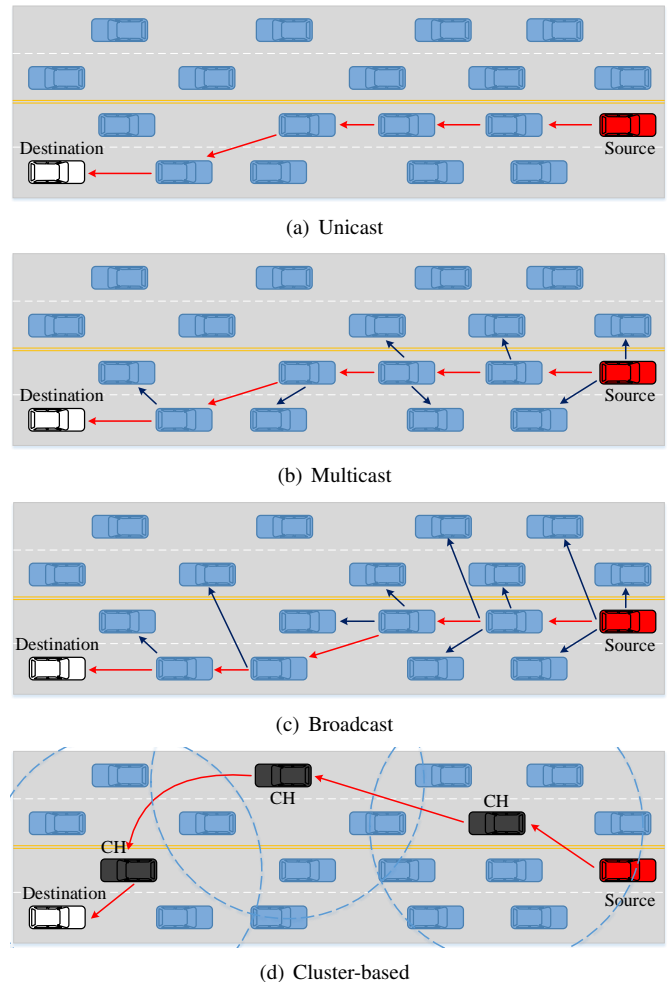 Destination
Source
(a) Unicast
Destination
Source
(b) Multicast
Destination
Source
(c) Broadcast
CH
CH
CH
Destination
Source
(d) Cluster-based